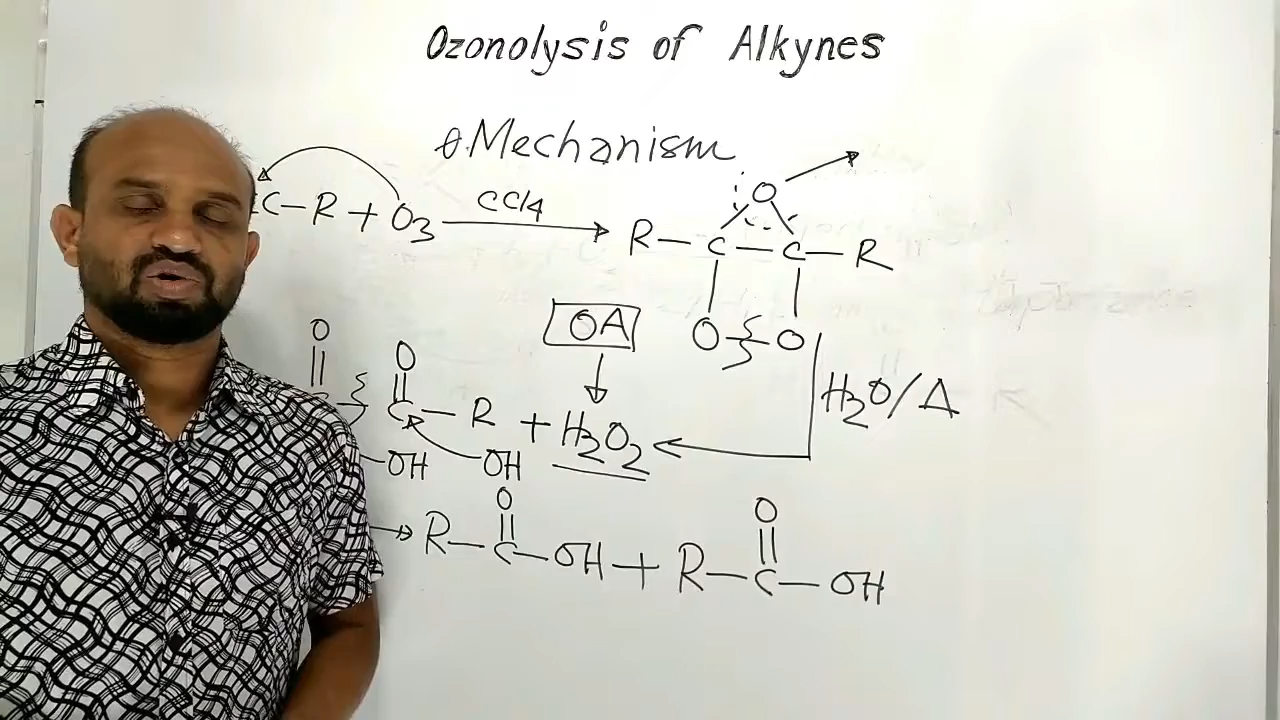 Ozonolysis of Alkynes
Mechanism
C–R + O3 CCl4
O
R–C–C–R
O–O
OA
H2O/Δ
O O
C–R + H2O2
OH OH
O O
R–C–OH + R–C–OH